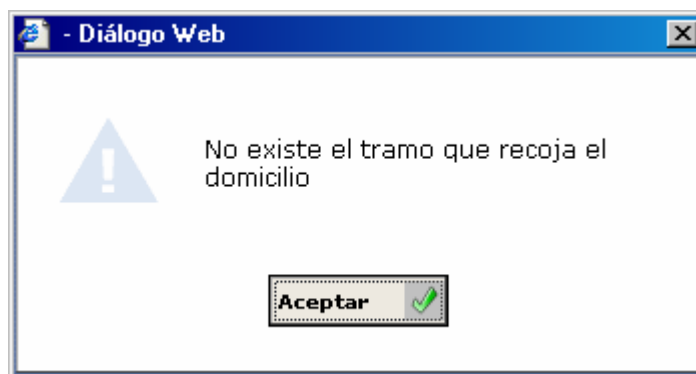 - Diálogo Web
No existe el tramo que recoja el
domicilio
Aceptar